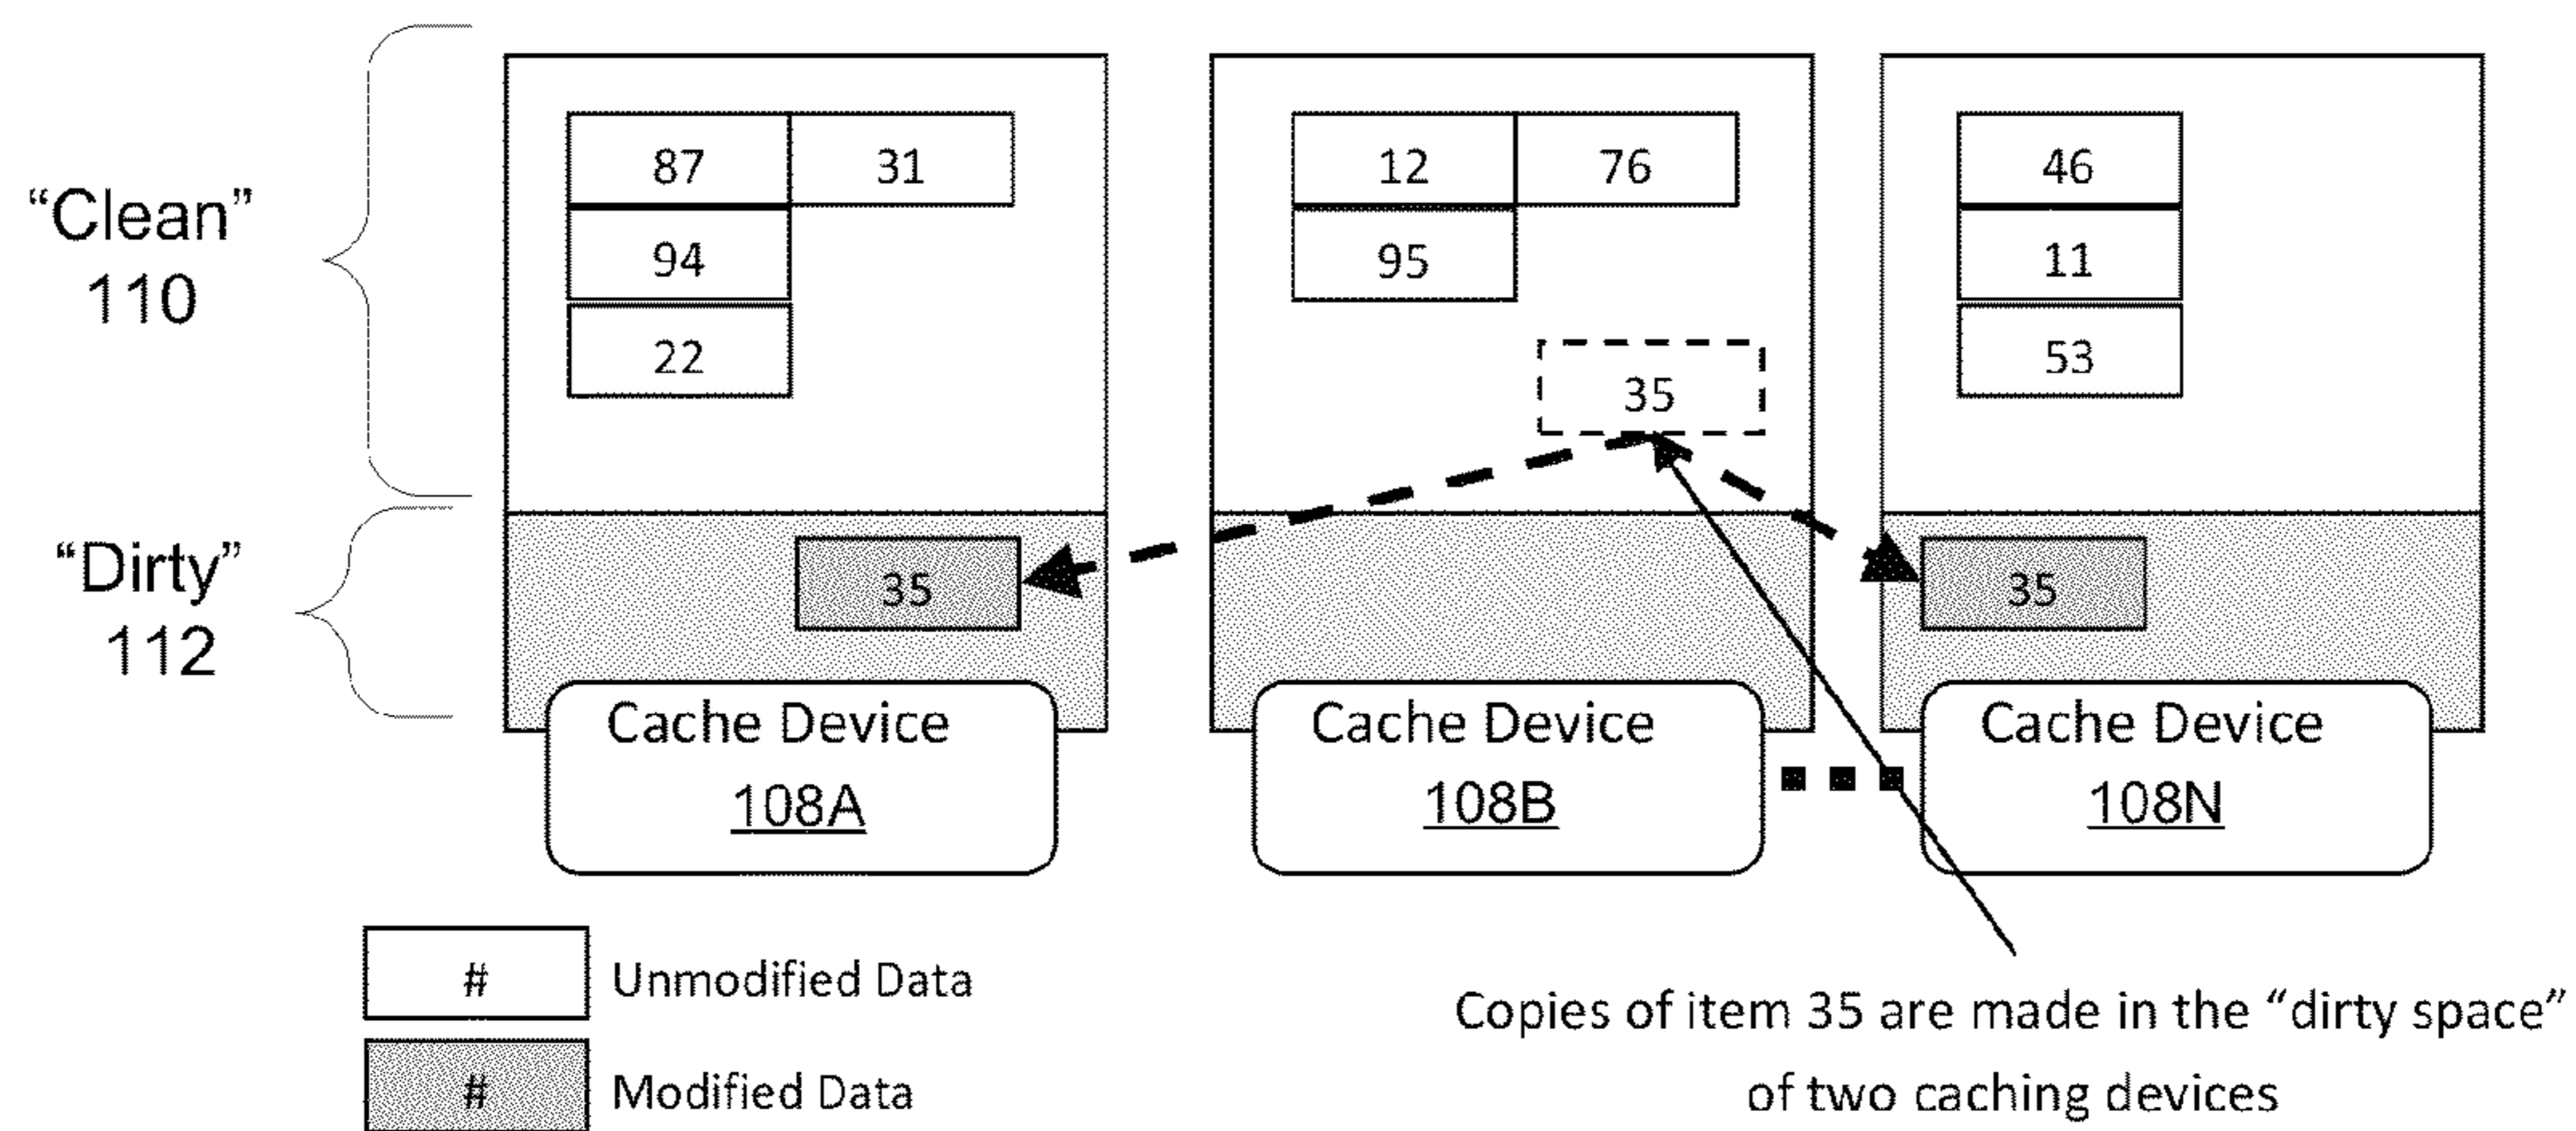 “Clean”
110
“Dirty”
112
87 31
94
22
35
Cache Device
108A
12 76
95
35
Cache Device
108B
46
11
53
35
Cache Device
108N
# Unmodified Data
# Modified Data
Copies of item 35 are made in the “dirty space”
of two caching devices